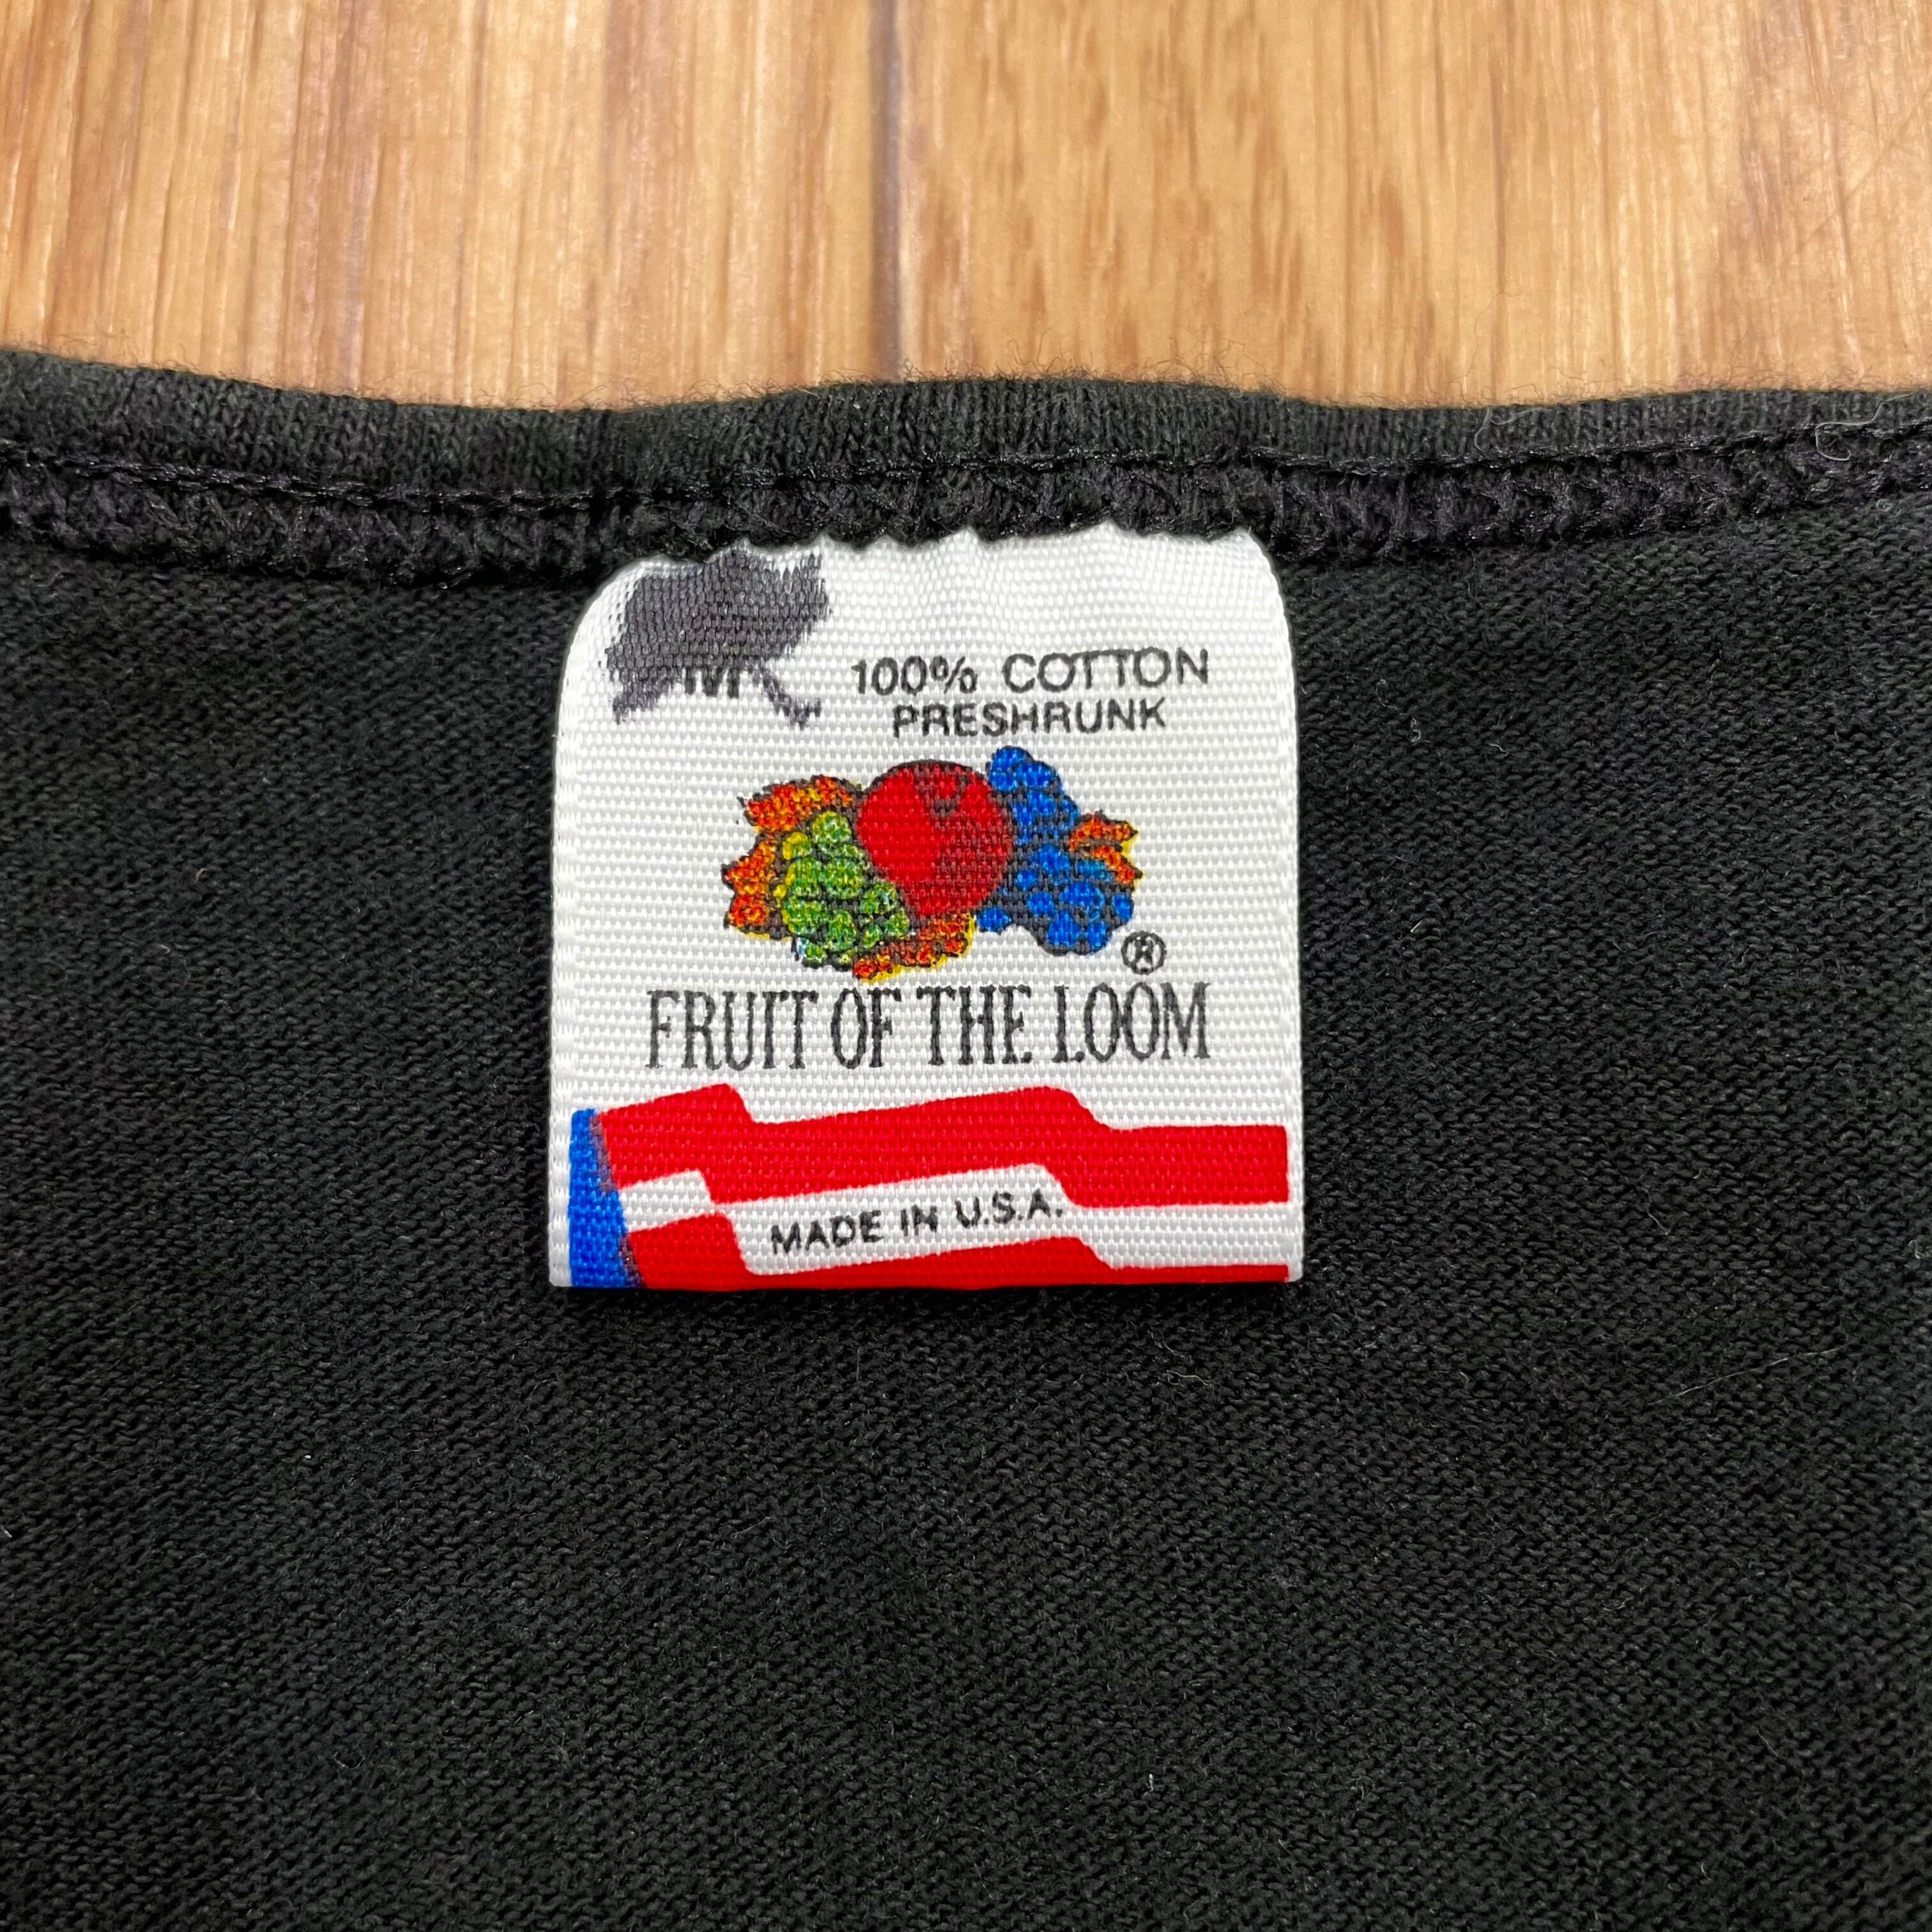 M
100% COTTON
PRESHRUNK
®
FRUIT OF THE LOOM
MADE IN U.S.A.